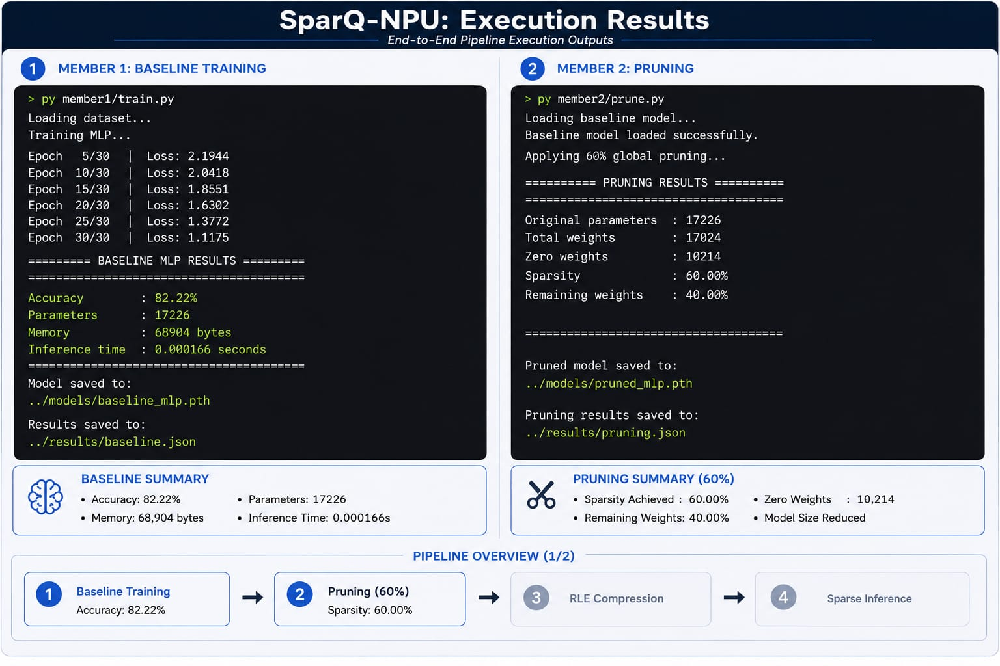 SparQ-NPU: Execution Results
End-to-End Pipeline Execution Outputs
1 MEMBER 1: BASELINE TRAINING
> py member1/train.py
Loading dataset...
Training MLP...
Epoch 5/30 | Loss: 2.1944
Epoch 10/30 | Loss: 2.0418
Epoch 15/30 | Loss: 1.8551
Epoch 20/30 | Loss: 1.6302
Epoch 25/30 | Loss: 1.3772
Epoch 30/30 | Loss: 1.1175
========= BASELINE MLP RESULTS =========
========================================
Accuracy : 82.22%
Parameters : 17226
Memory : 68904 bytes
Inference time : 0.000166 seconds
========================================
Model saved to:
../models/baseline_mlp.pth
Results saved to:
../results/baseline.json
BASELINE SUMMARY
• Accuracy: 82.22% • Parameters: 17226
• Memory: 68,904 bytes • Inference Time: 0.000166s
2 MEMBER 2: PRUNING
> py member2/prune.py
Loading baseline model...
Baseline model loaded successfully.
Applying 60% global pruning...
========== PRUNING RESULTS ==========
=====================================
Original parameters : 17226
Total weights : 17024
Zero weights : 10214
Sparsity : 60.00%
Remaining weights : 40.00%
=====================================
Pruned model saved to:
../models/pruned_mlp.pth
Pruning results saved to:
../results/pruning.json
PRUNING SUMMARY (60%)
• Sparsity Achieved : 60.00% • Zero Weights : 10,214
• Remaining Weights: 40.00% • Model Size Reduced
PIPELINE OVERVIEW (1/2)
1 Baseline Training
Accuracy: 82.22%
2 Pruning (60%)
Sparsity: 60.00%
3 RLE Compression
4 Sparse Inference